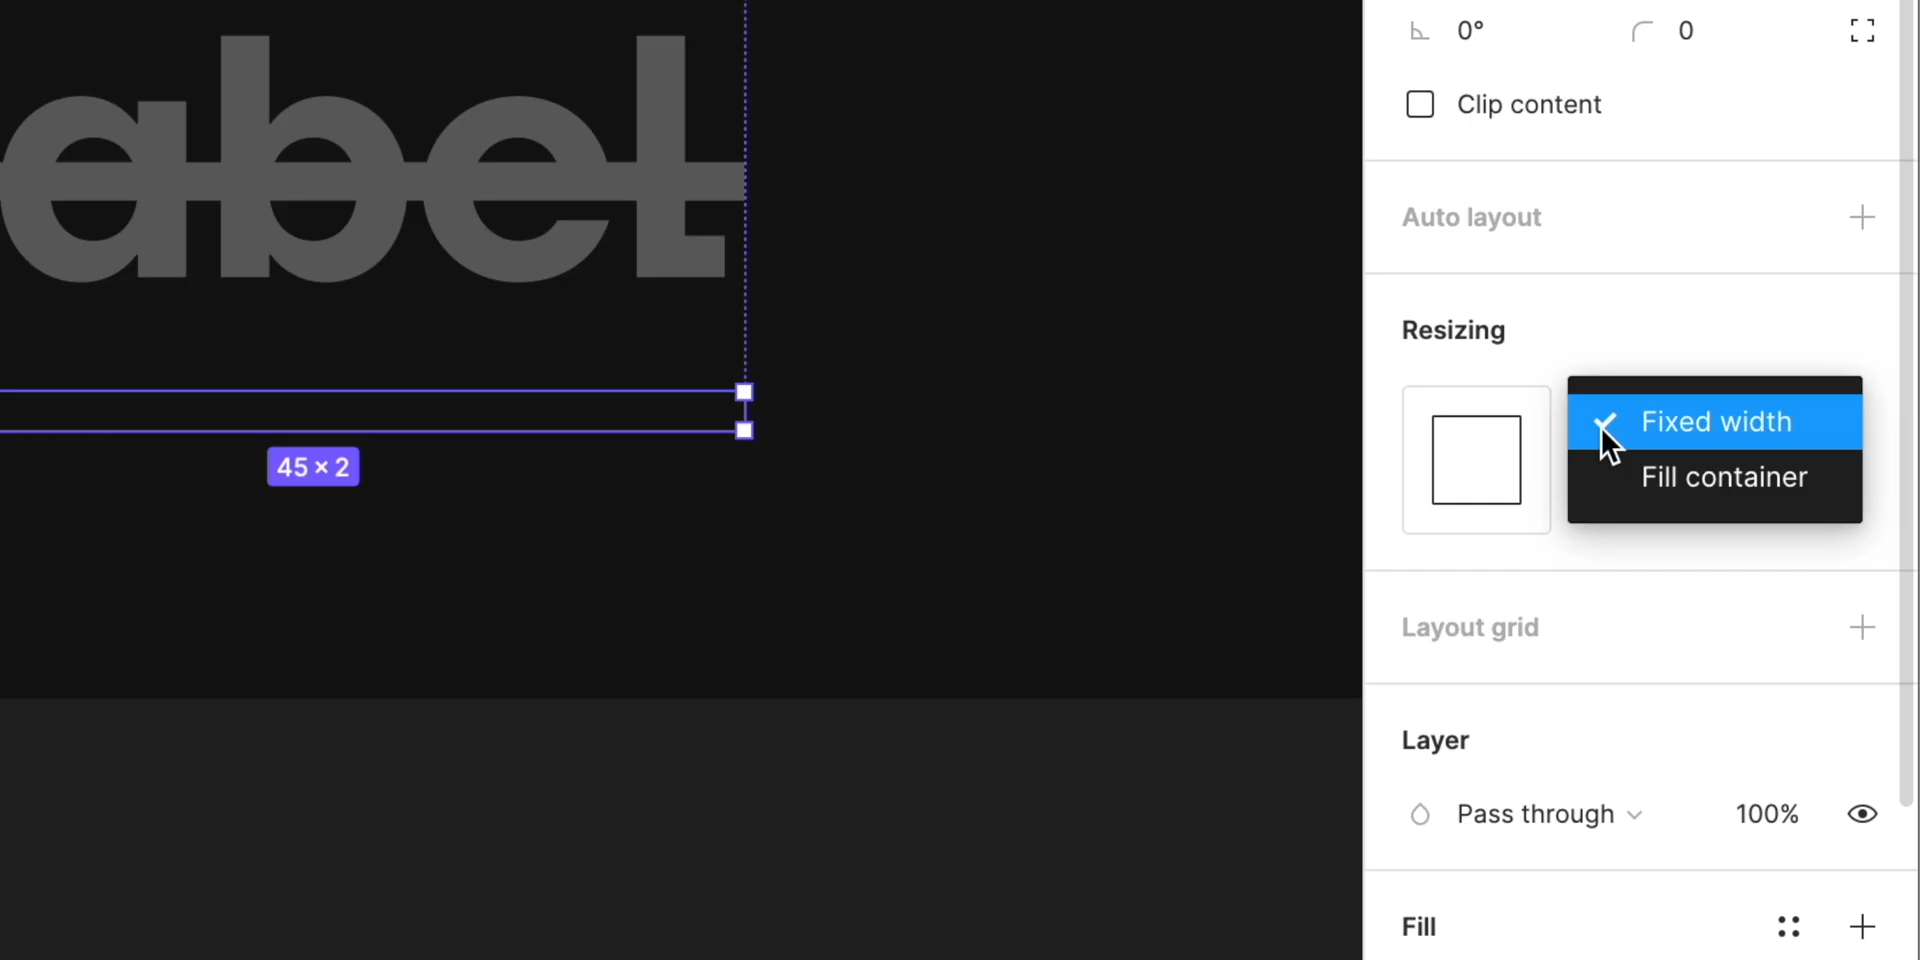 abel
0°
0
Clip content
Auto layout
Resizing
Fixed width
Fill container
45 × 2
Layout grid
Layer
Pass through
100%
Fill